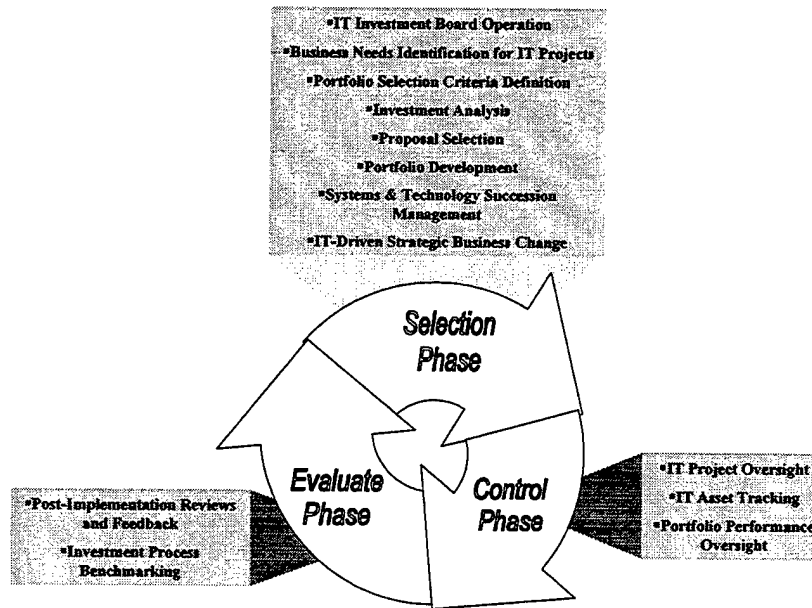 ▪IT Investment Board Operation
▪Business Needs Identification for IT Projects
▪Portfolio Selection Criteria Definition
▪Investment Analysis
▪Proposal Selection
▪Portfolio Development
▪Systems & Technology Succession
Management
▪IT-Driven Strategic Business Change
Selection
Phase
Evaluate
Phase
Control
Phase
▪Post-Implementation Reviews
and Feedback
▪Investment Process
Benchmarking
▪IT Project Oversight
▪IT Asset Tracking
▪Portfolio Performance
Oversight